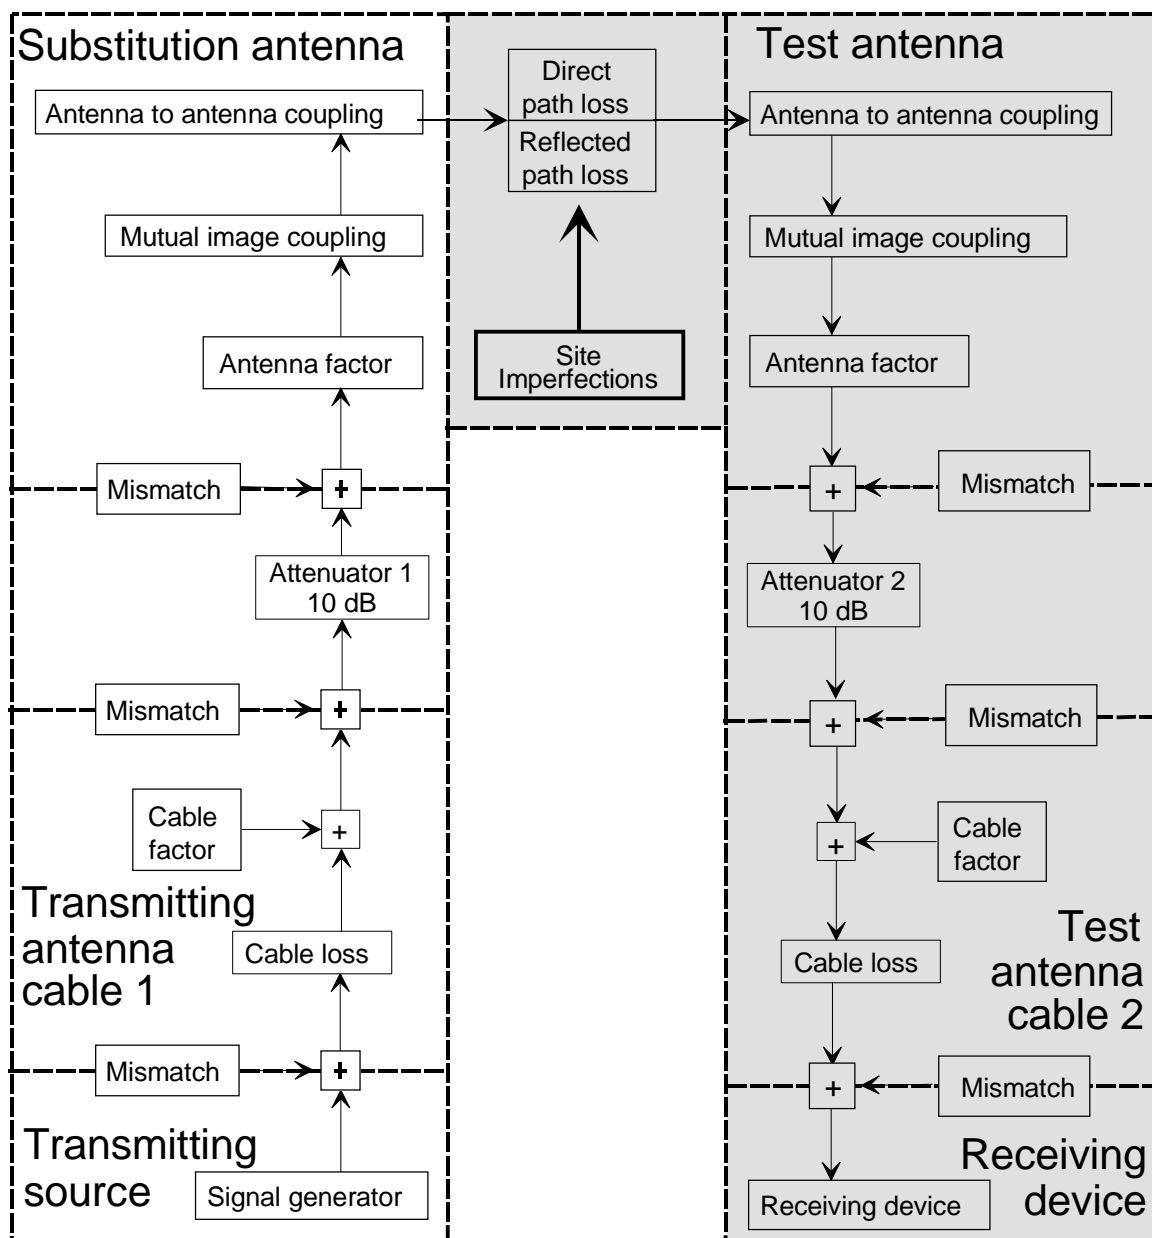 Substitution antenna
Antenna to antenna coupling
Mutual image coupling
Antenna factor
Mismatch
+
Attenuator 1
10 dB
Mismatch
+
Cable
factor
+
Transmitting
antenna
cable 1
Cable loss
Mismatch
+
Transmitting
source
Signal generator
Direct
path loss
Reflected
path loss
Site
Imperfections
Test antenna
Antenna to antenna coupling
Mutual image coupling
Antenna factor
+
Mismatch
Attenuator 2
10 dB
+
Mismatch
+
Cable
factor
Cable loss
Test
antenna
cable 2
+
Mismatch
Receiving
device
Receiving device